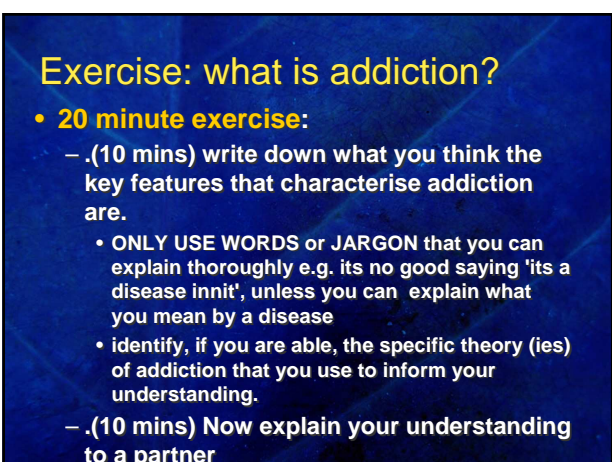 Exercise: what is addiction?
• 20 minute exercise:
– .(10 mins) write down what you think the
key features that characterise addiction
are.
• ONLY USE WORDS or JARGON that you can
explain thoroughly e.g. its no good saying 'its a
disease innit', unless you can  explain what
you mean by a disease
• identify, if you are able, the specific theory (ies)
of addiction that you use to inform your
understanding.
– .(10 mins) Now explain your understanding
to a partner